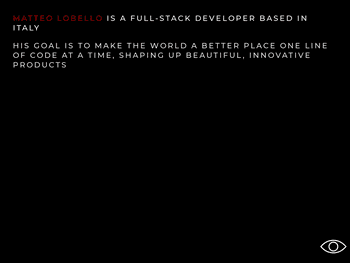 MATTEO LOBELLO IS A FULL-STACK DEVELOPER BASED IN
ITALY
HIS GOAL IS TO MAKE THE WORLD A BETTER PLACE ONE LINE
OF CODE AT A TIME, SHAPING UP BEAUTIFUL, INNOVATIVE
PRODUCTS